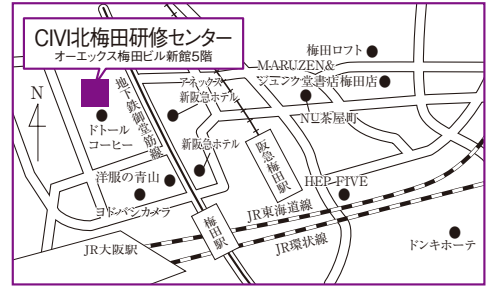 CIVI北梅田研修センター
オーエックス梅田ビル新館5階
N
地下鉄御堂筋線
アネックス
新阪急ホテル
梅田ロフト
MARUZEN&
ジュンク堂書店梅田店
NU茶屋町
ドトール
コーヒー
新阪急ホテル
阪急梅田駅
洋服の青山
ヨドバシカメラ
HEP FIVE
梅田駅
JR東海道線
JR環状線
JR大阪駅
ドンキホーテ